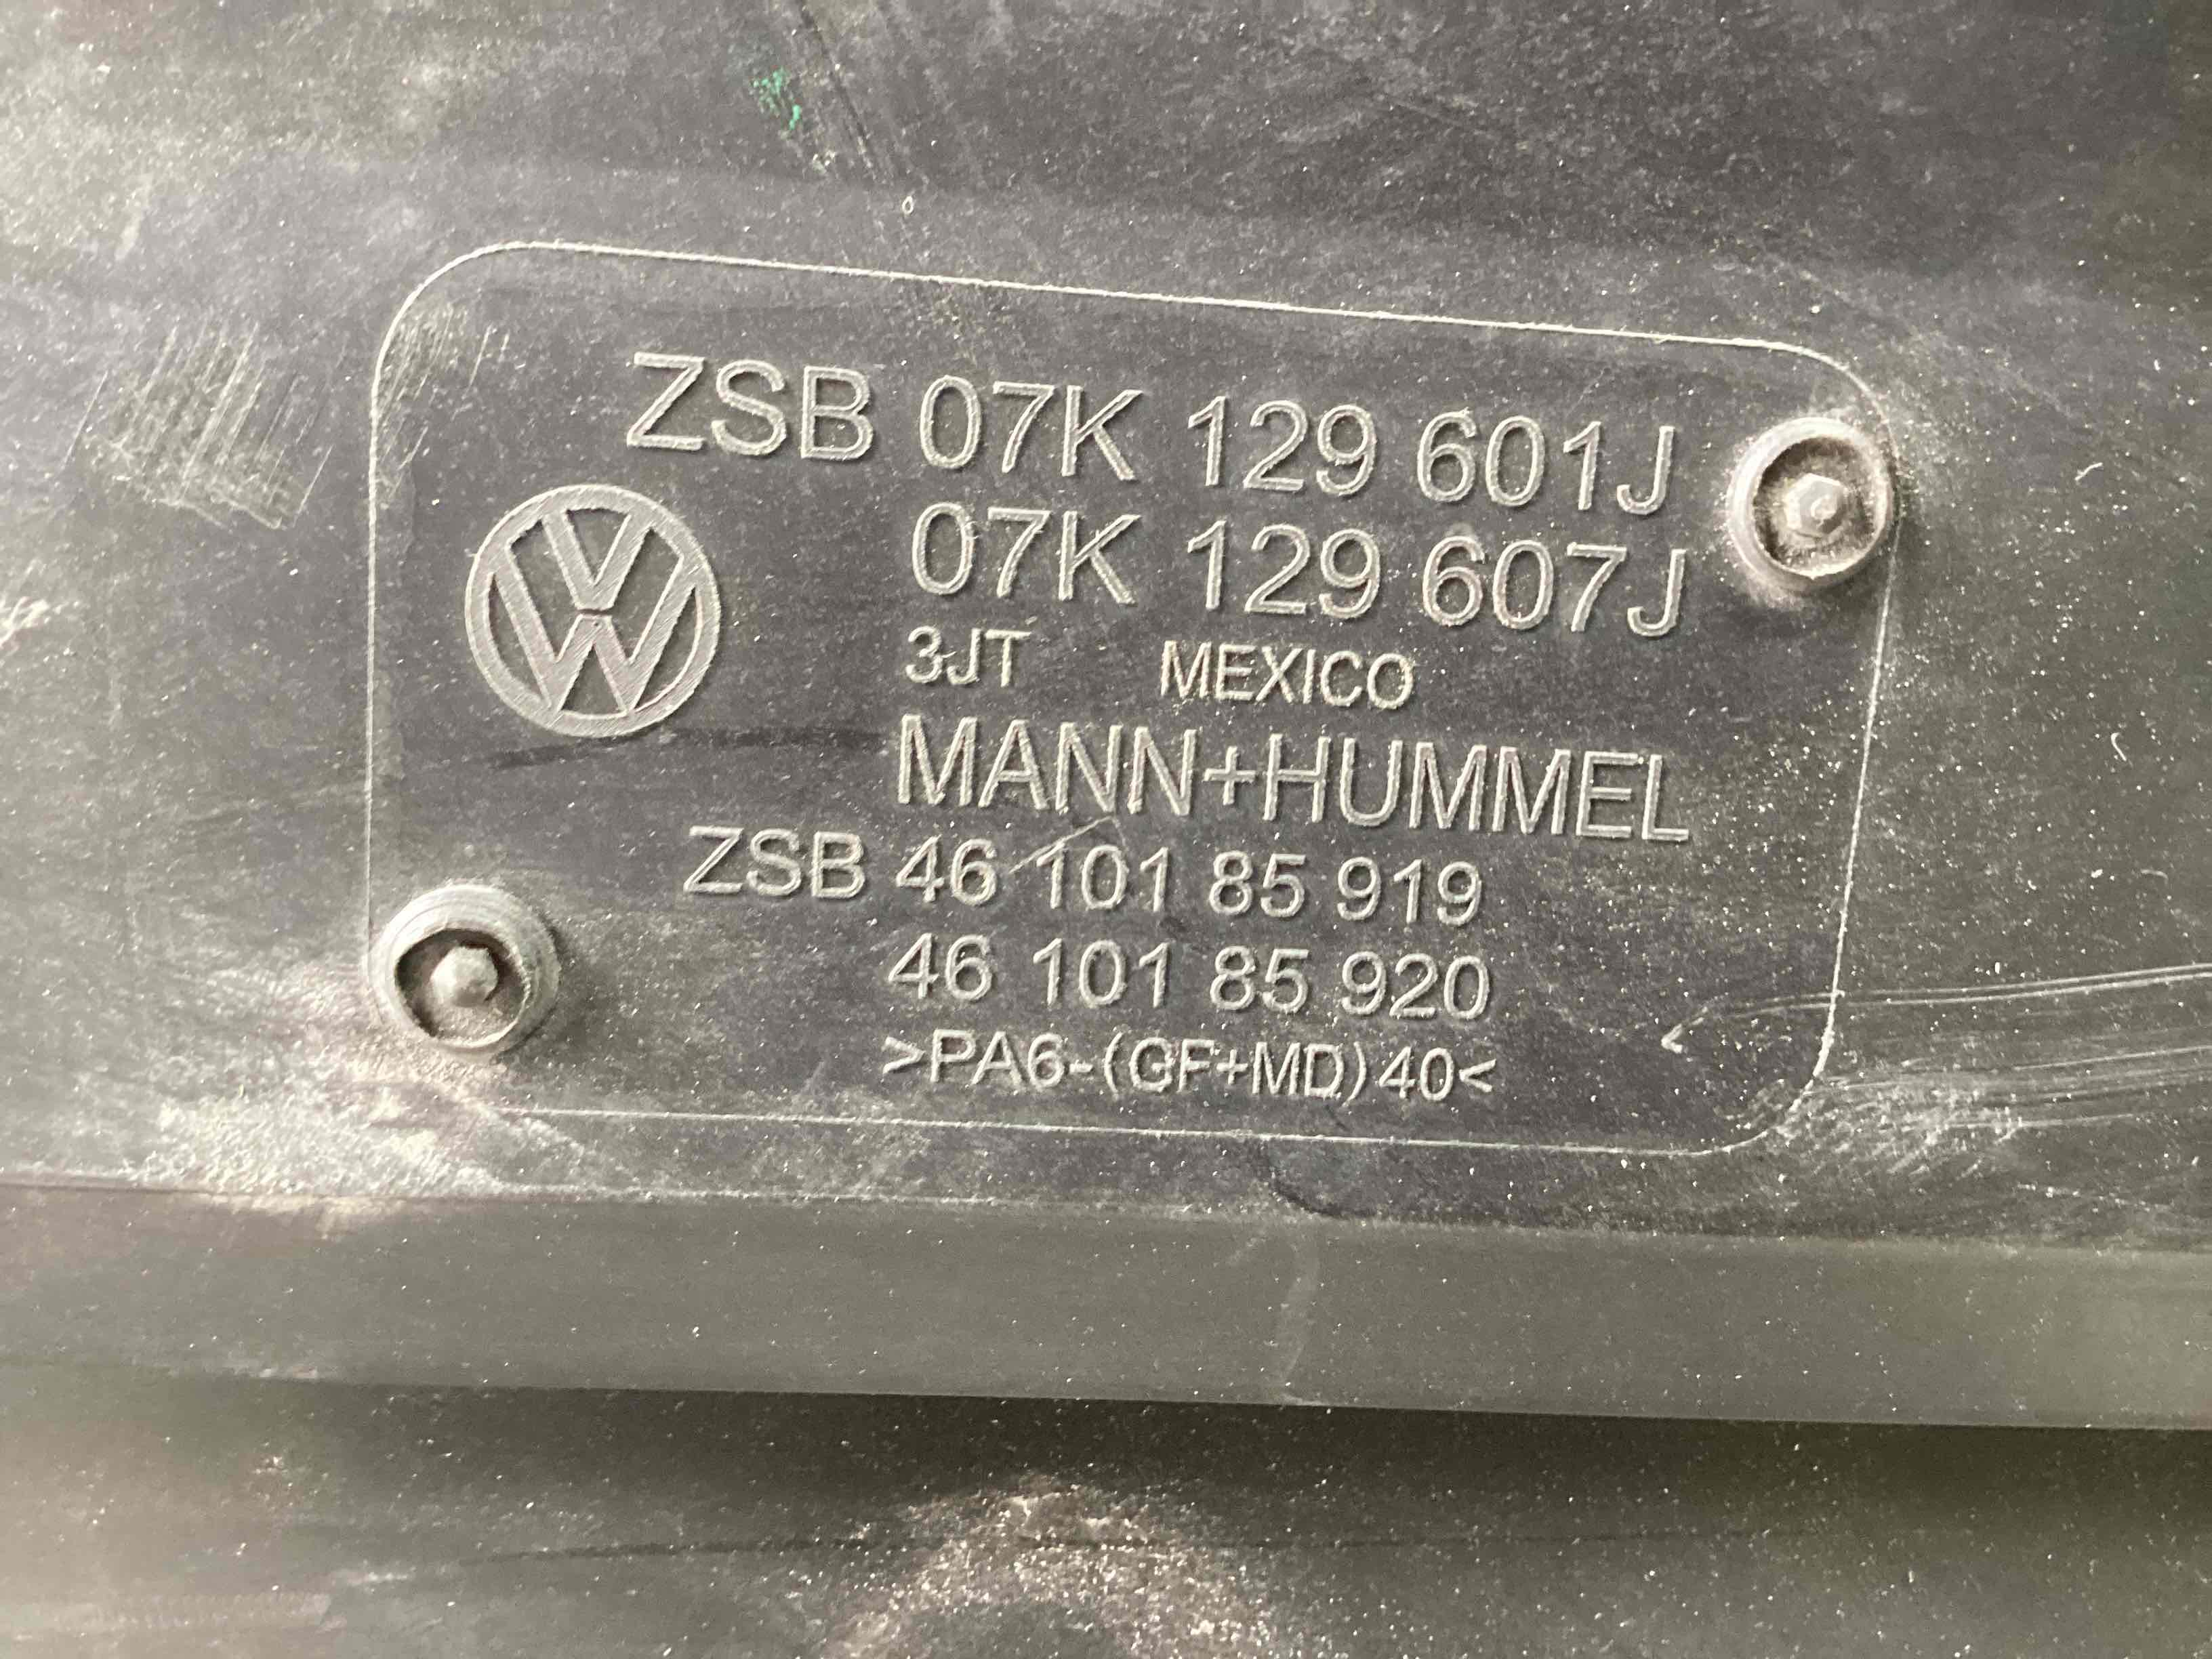 ZSB 07K 129 601J
07K 129 607J
VW
3JT MEXICO
MANN+HUMMEL
ZSB 46 101 85 919
46 101 85 920
>PA6-(GF+MD)40<